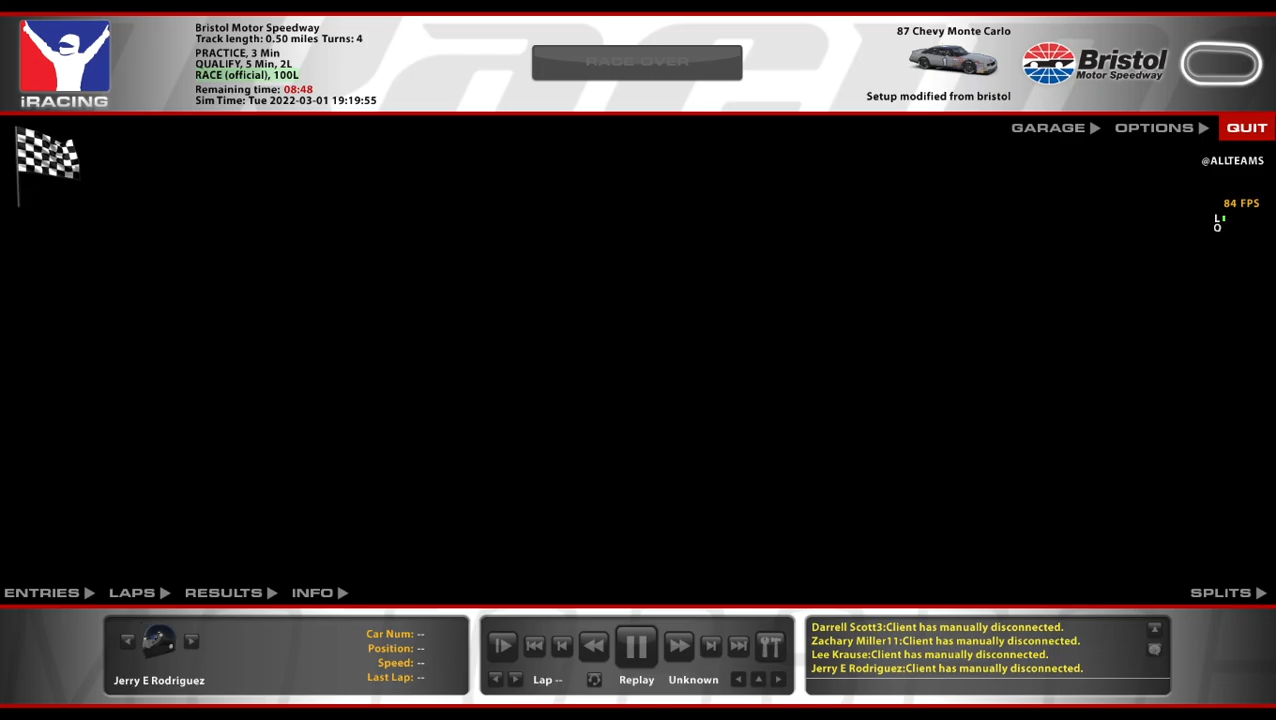 iRACING
Bristol Motor Speedway
Track length: 0.50 miles Turns: 4
PRACTICE, 3 Min
QUALIFY, 5 Min, 2L
RACE (official), 100L
Remaining time: 08:48
Sim Time: Tue 2022-03-01 19:19:55
RACE OVER
87 Chevy Monte Carlo
Setup modified from bristol
Bristol
Motor Speedway
GARAGE
OPTIONS
QUIT
@ALLTEAMS
84 FPS
L
Q
ENTRIES
LAPS
RESULTS
INFO
SPLITS
Jerry E Rodriguez
Car Num: --
Position: --
Speed: --
Last Lap: --
Lap --
Replay
Unknown
Darrell Scott3:Client has manually disconnected.
Zachary Miller11:Client has manually disconnected.
Lee Krause:Client has manually disconnected.
Jerry E Rodriguez:Client has manually disconnected.